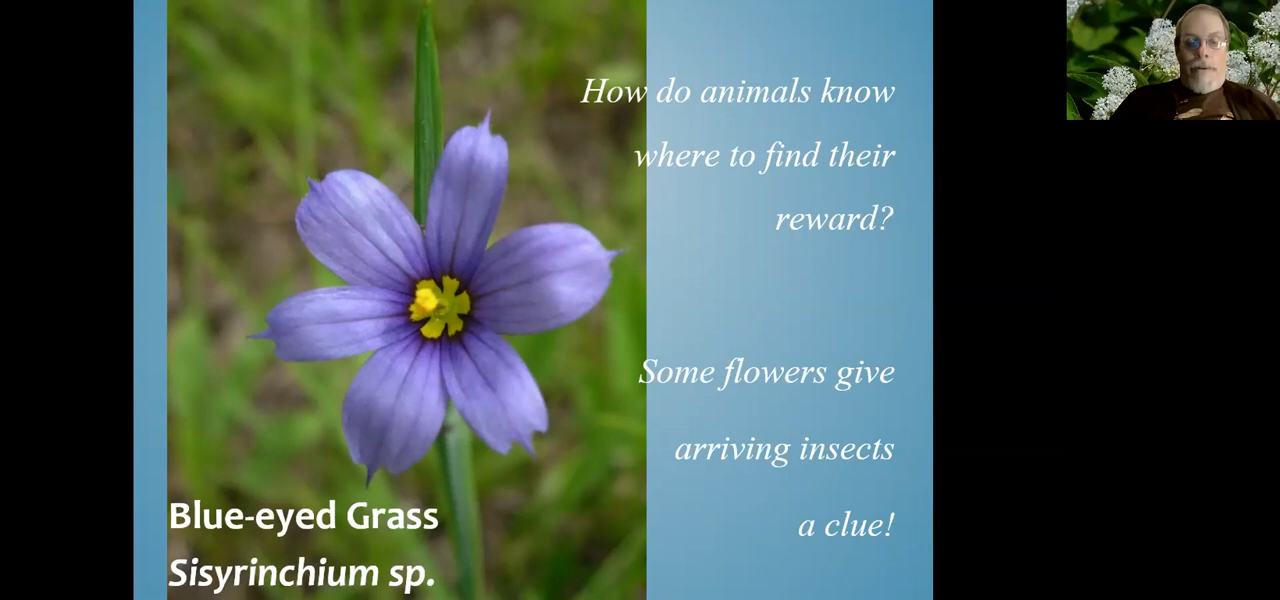 How do animals know
where to find their
reward?
Some flowers give
arriving insects
a clue!
Blue-eyed Grass
Sisyrinchium sp.